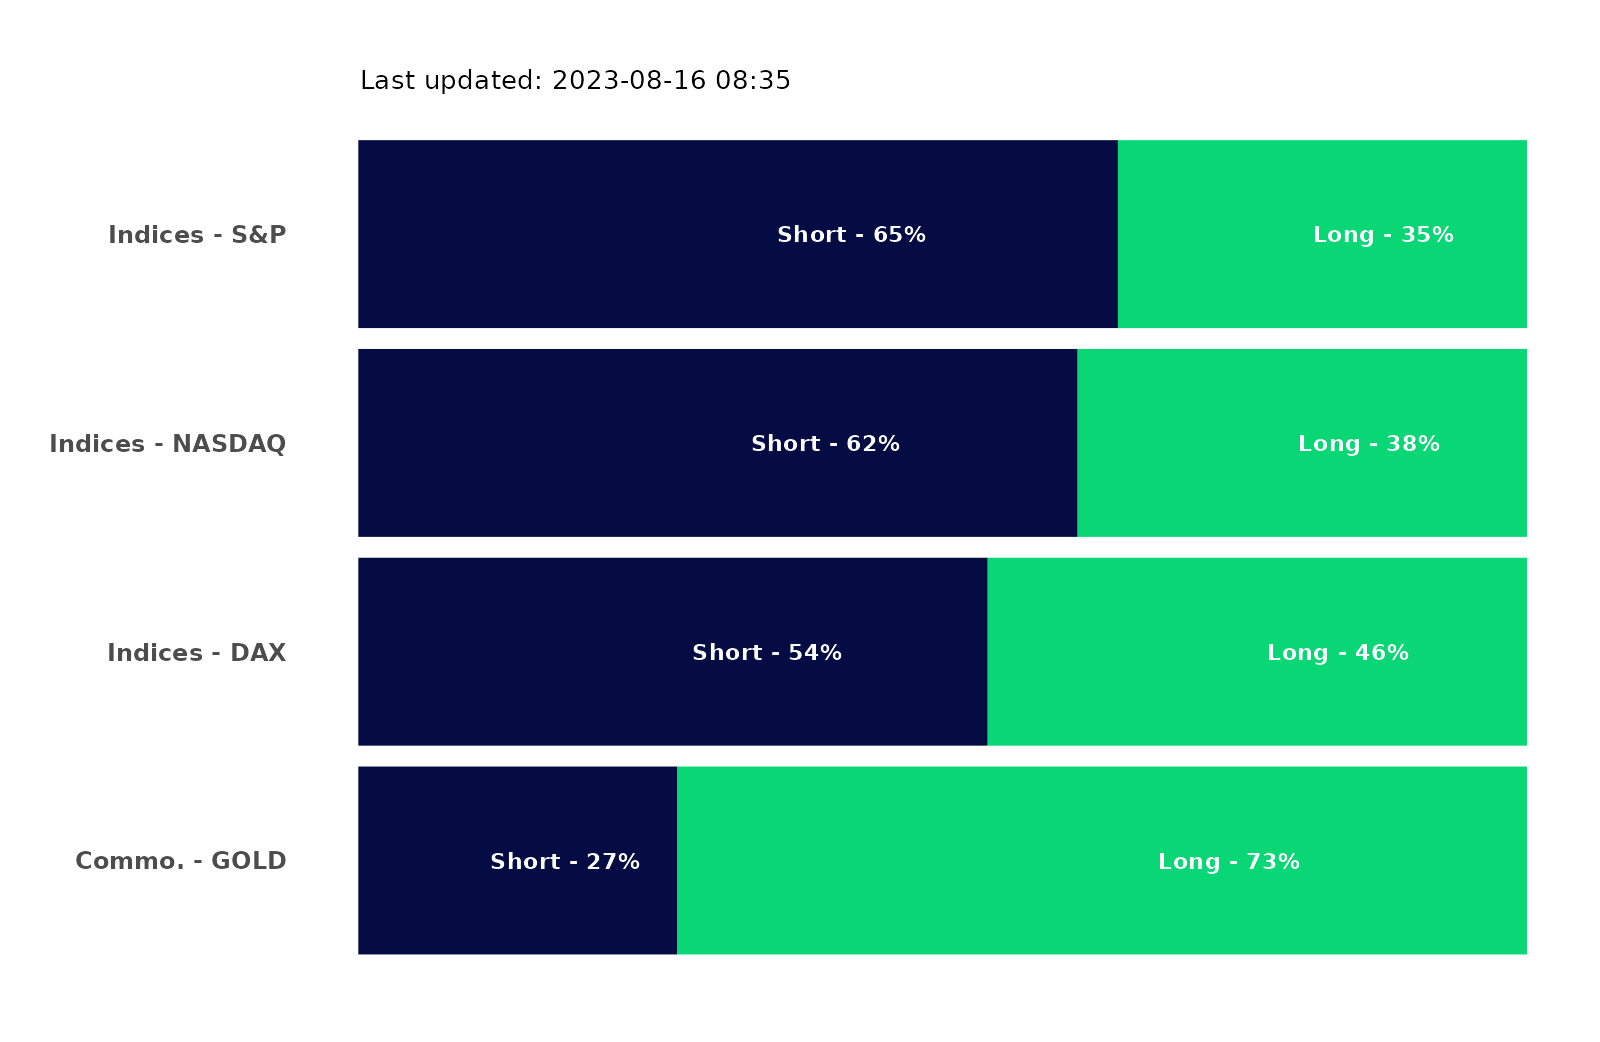 Last updated: 2023-08-16 08:35
Indices - S&P Short - 65% Long - 35%
Indices - NASDAQ Short - 62% Long - 38%
Indices - DAX Short - 54% Long - 46%
Commo. - GOLD Short - 27% Long - 73%